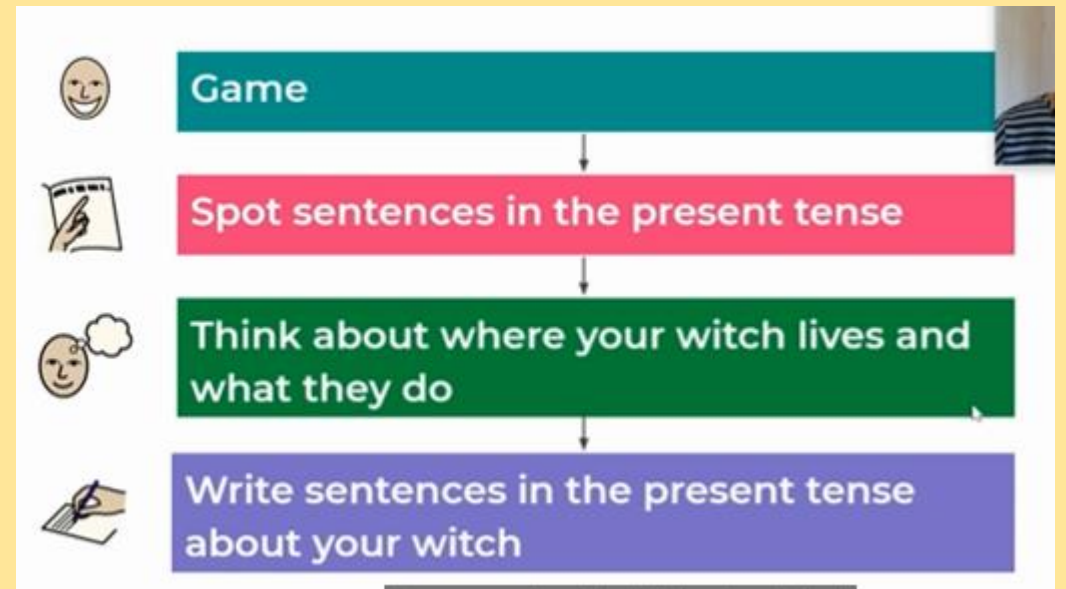 Game
Spot sentences in the present tense
Think about where your witch lives and
what they do
Write sentences in the present tense
about your witch